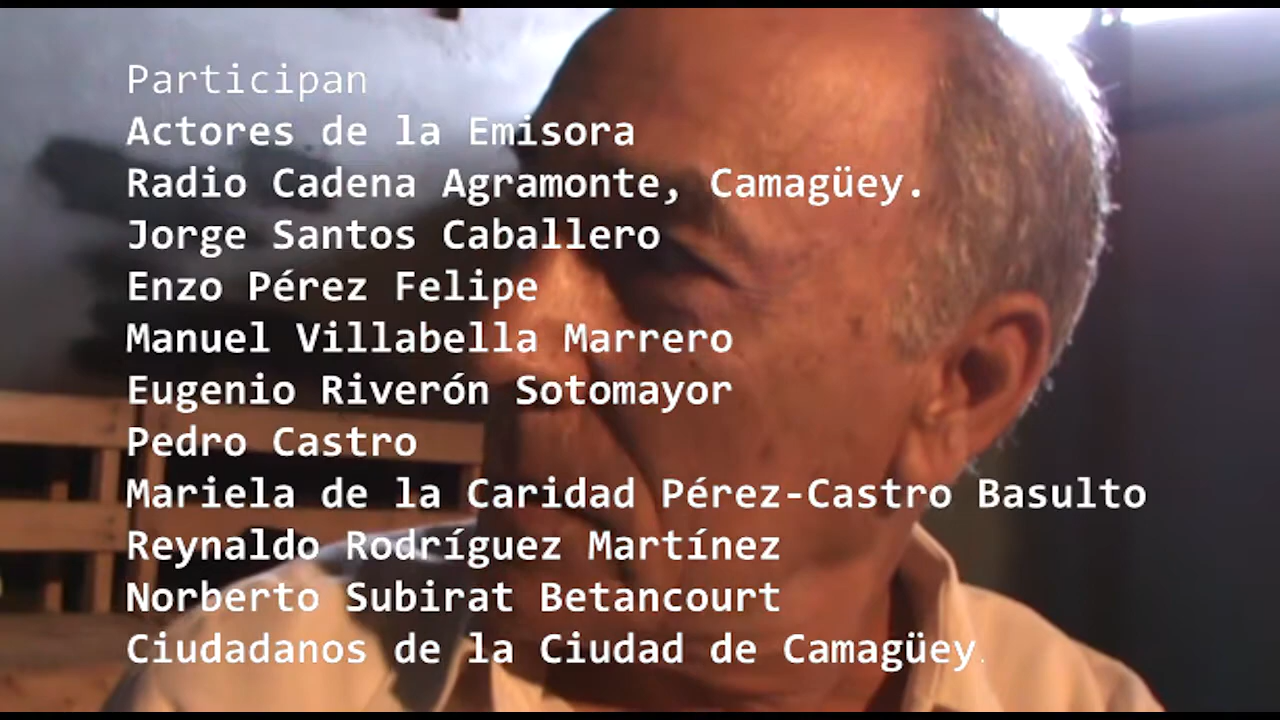 Participan
Actores de la Emisora
Radio Cadena Agramonte, Camagüey.
Jorge Santos Caballero
Enzo Pérez Felipe
Manuel Villabella Marrero
Eugenio Riverón Sotomayor
Pedro Castro
Mariela de la Caridad Pérez-Castro Basulto
Reynaldo Rodríguez Martínez
Norberto Subirat Betancourt
Ciudadanos de la Ciudad de Camagüey.